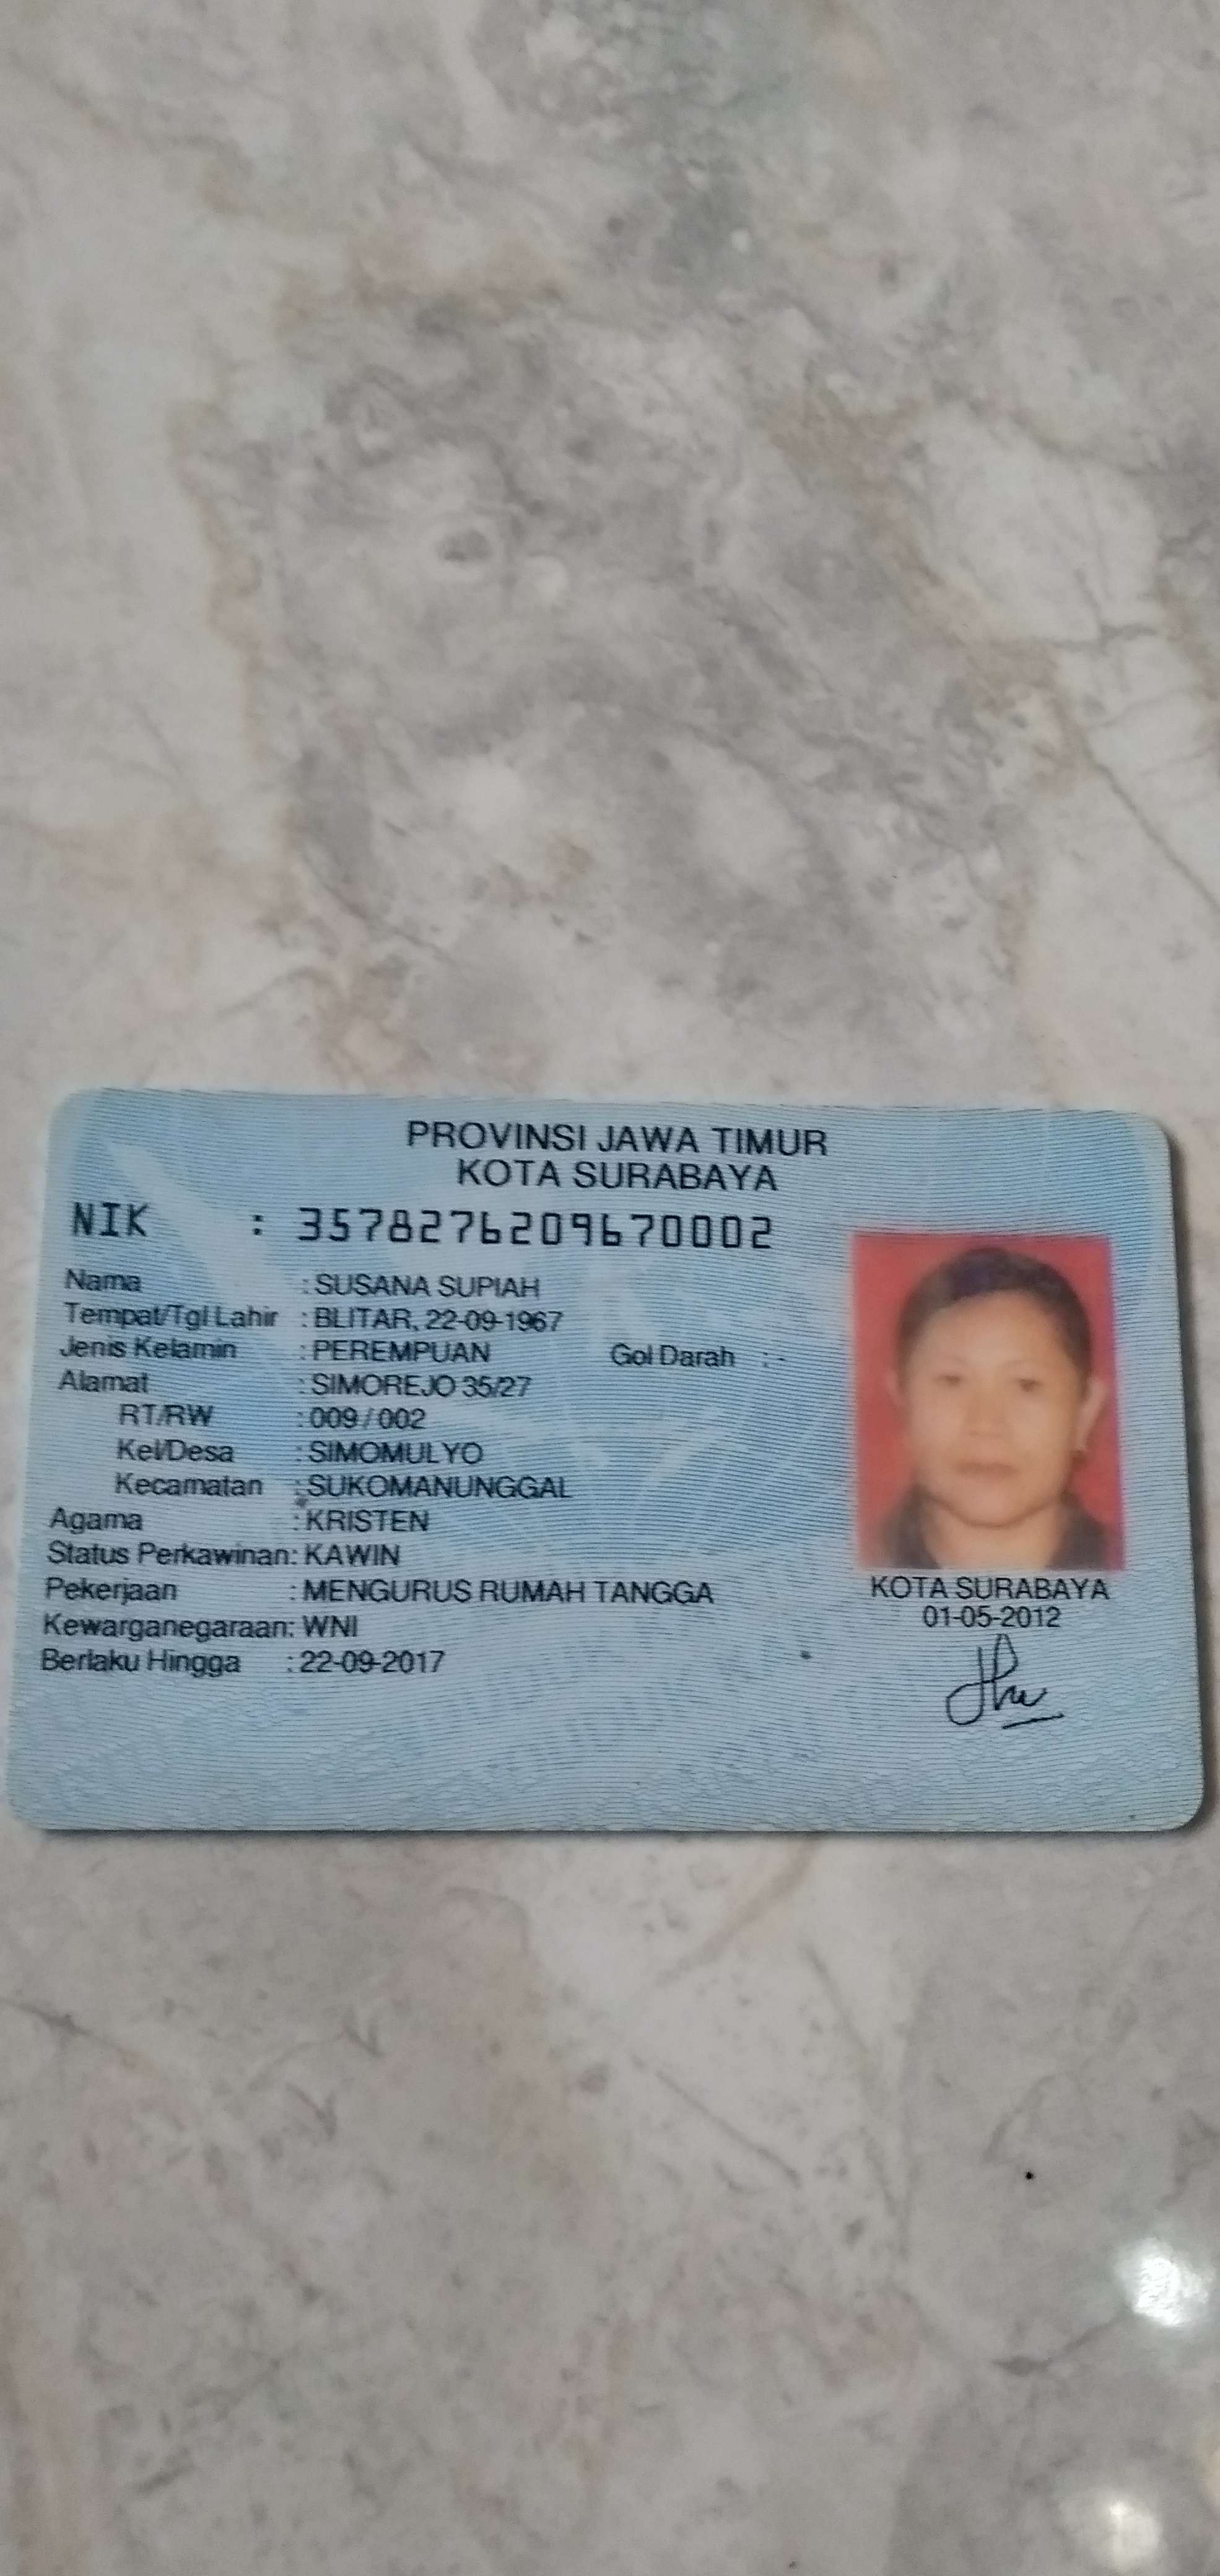 PROVINSI JAWA TIMUR
KOTA SURABAYA
NIK : 3578276209670002
Nama : SUSANA SUPIAH
Tempat/Tgl Lahir : BLITAR, 22-09-1967
Jenis Kelamin : PEREMPUAN Gol Darah : -
Alamat : SIMOREJO 35/27
RT/RW : 009 / 002
Kel/Desa : SIMOMULYO
Kecamatan : SUKOMANUNGGAL
Agama : KRISTEN
Status Perkawinan: KAWIN
Pekerjaan : MENGURUS RUMAH TANGGA
Kewarganegaraan: WNI
Berlaku Hingga : 22-09-2017
KOTA SURABAYA
01-05-2012